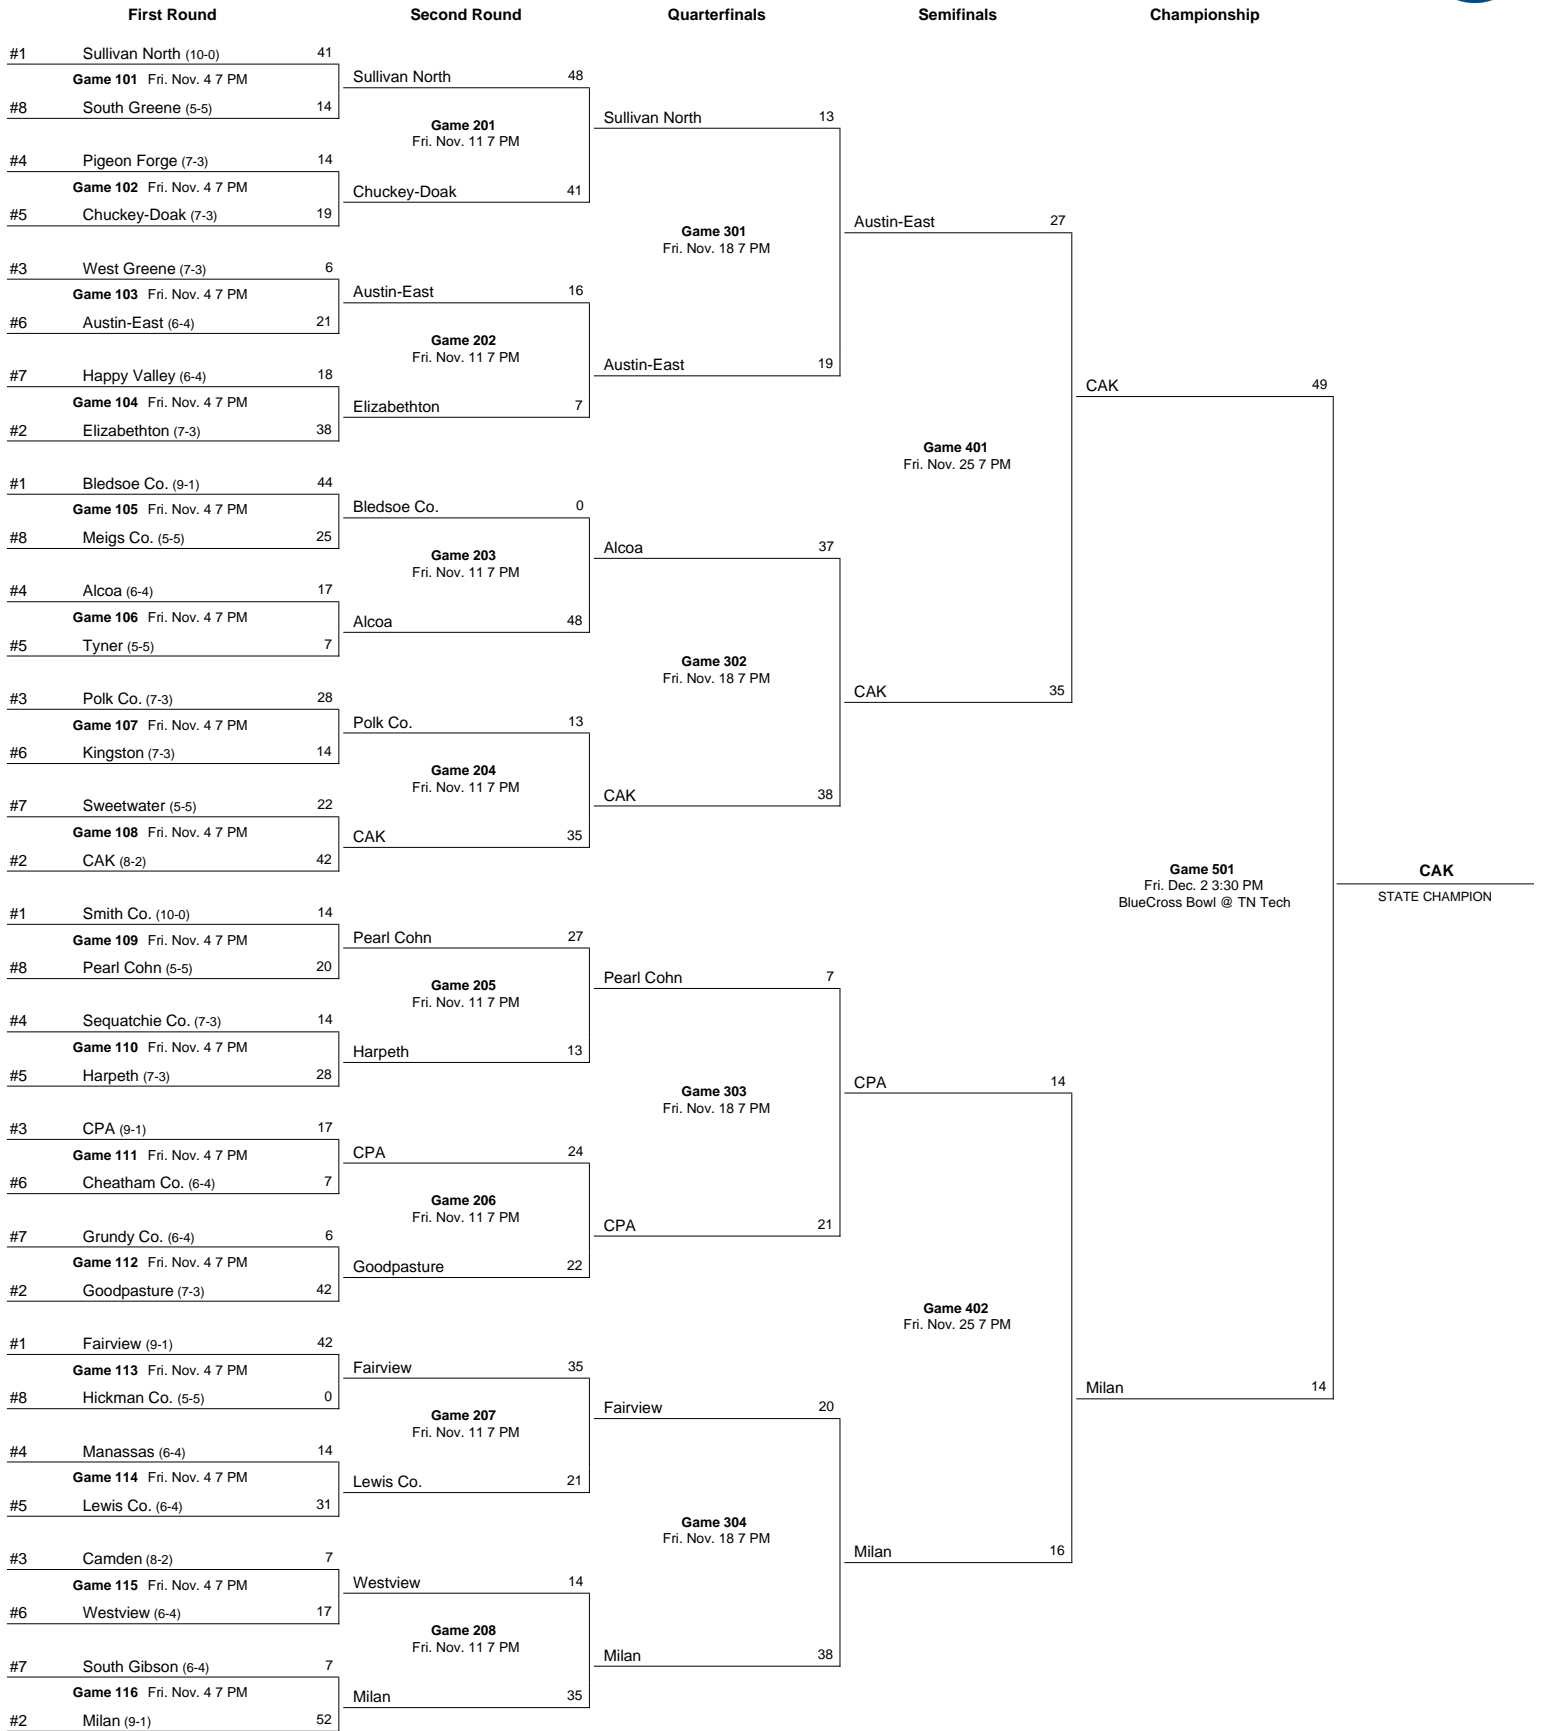 First Round Second Round Quarterfinals Semifinals Championship
#1 Sullivan North (10-0) 41
Game 101 Fri. Nov. 4 7 PM
#8 South Greene (5-5) 14
#4 Pigeon Forge (7-3) 14
Game 102 Fri. Nov. 4 7 PM
#5 Chuckey-Doak (7-3) 19
#3 West Greene (7-3) 6
Game 103 Fri. Nov. 4 7 PM
#6 Austin-East (6-4) 21
#7 Happy Valley (6-4) 18
Game 104 Fri. Nov. 4 7 PM
#2 Elizabethton (7-3) 38
#1 Bledsoe Co. (9-1) 44
Game 105 Fri. Nov. 4 7 PM
#8 Meigs Co. (5-5) 25
#4 Alcoa (6-4) 17
Game 106 Fri. Nov. 4 7 PM
#5 Tyner (5-5) 7
#3 Polk Co. (7-3) 28
Game 107 Fri. Nov. 4 7 PM
#6 Kingston (7-3) 14
#7 Sweetwater (5-5) 22
Game 108 Fri. Nov. 4 7 PM
#2 CAK (8-2) 42
#1 Smith Co. (10-0) 14
Game 109 Fri. Nov. 4 7 PM
#8 Pearl Cohn (5-5) 20
#4 Sequatchie Co. (7-3) 14
Game 110 Fri. Nov. 4 7 PM
#5 Harpeth (7-3) 28
#3 CPA (9-1) 17
Game 111 Fri. Nov. 4 7 PM
#6 Cheatham Co. (6-4) 7
#7 Grundy Co. (6-4) 6
Game 112 Fri. Nov. 4 7 PM
#2 Goodpasture (7-3) 42
#1 Fairview (9-1) 42
Game 113 Fri. Nov. 4 7 PM
#8 Hickman Co. (5-5) 0
#4 Manassas (6-4) 14
Game 114 Fri. Nov. 4 7 PM
#5 Lewis Co. (6-4) 31
#3 Camden (8-2) 7
Game 115 Fri. Nov. 4 7 PM
#6 Westview (6-4) 17
#7 South Gibson (6-4) 7
Game 116 Fri. Nov. 4 7 PM
#2 Milan (9-1) 52
Sullivan North 48
Game 201
Fri. Nov. 11 7 PM
Chuckey-Doak 41
Austin-East 16
Game 202
Fri. Nov. 11 7 PM
Elizabethton 7
Bledsoe Co. 0
Game 203
Fri. Nov. 11 7 PM
Alcoa 48
Polk Co. 13
Game 204
Fri. Nov. 11 7 PM
CAK 35
Pearl Cohn 27
Game 205
Fri. Nov. 11 7 PM
Harpeth 13
CPA 24
Game 206
Fri. Nov. 11 7 PM
Goodpasture 22
Fairview 35
Game 207
Fri. Nov. 11 7 PM
Lewis Co. 21
Westview 14
Game 208
Fri. Nov. 11 7 PM
Milan 35
Sullivan North 13
Game 301
Fri. Nov. 18 7 PM
Austin-East 19
Alcoa 37
Game 302
Fri. Nov. 18 7 PM
CAK 38
Pearl Cohn 7
Game 303
Fri. Nov. 18 7 PM
CPA 21
Fairview 20
Game 304
Fri. Nov. 18 7 PM
Milan 38
Austin-East 27
Game 401
Fri. Nov. 25 7 PM
CAK 35
CPA 14
Game 402
Fri. Nov. 25 7 PM
Milan 16
CAK 49
Game 501
Fri. Dec. 2 3:30 PM
BlueCross Bowl @ TN Tech
Milan 14
CAK
STATE CHAMPION